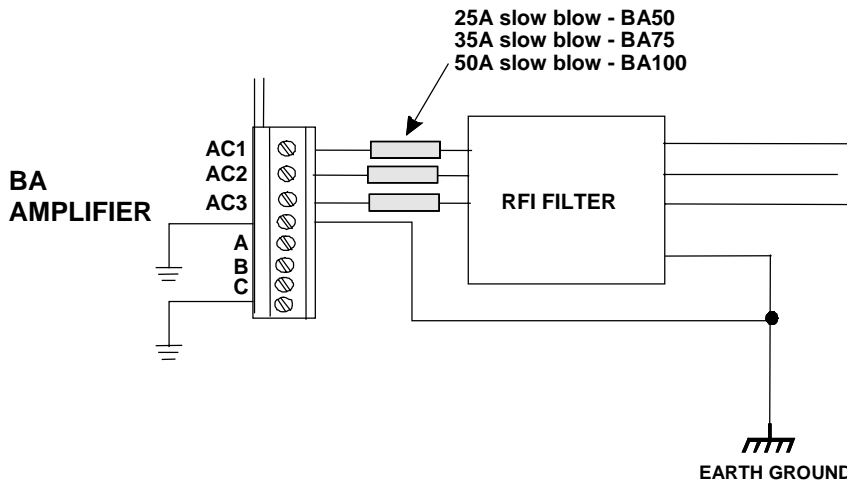 25A slow blow - BA50
35A slow blow - BA75
50A slow blow - BA100
AC1
AC2
AC3
BA
AMPLIFIER
RFI FILTER
A
B
C
EARTH GROUND